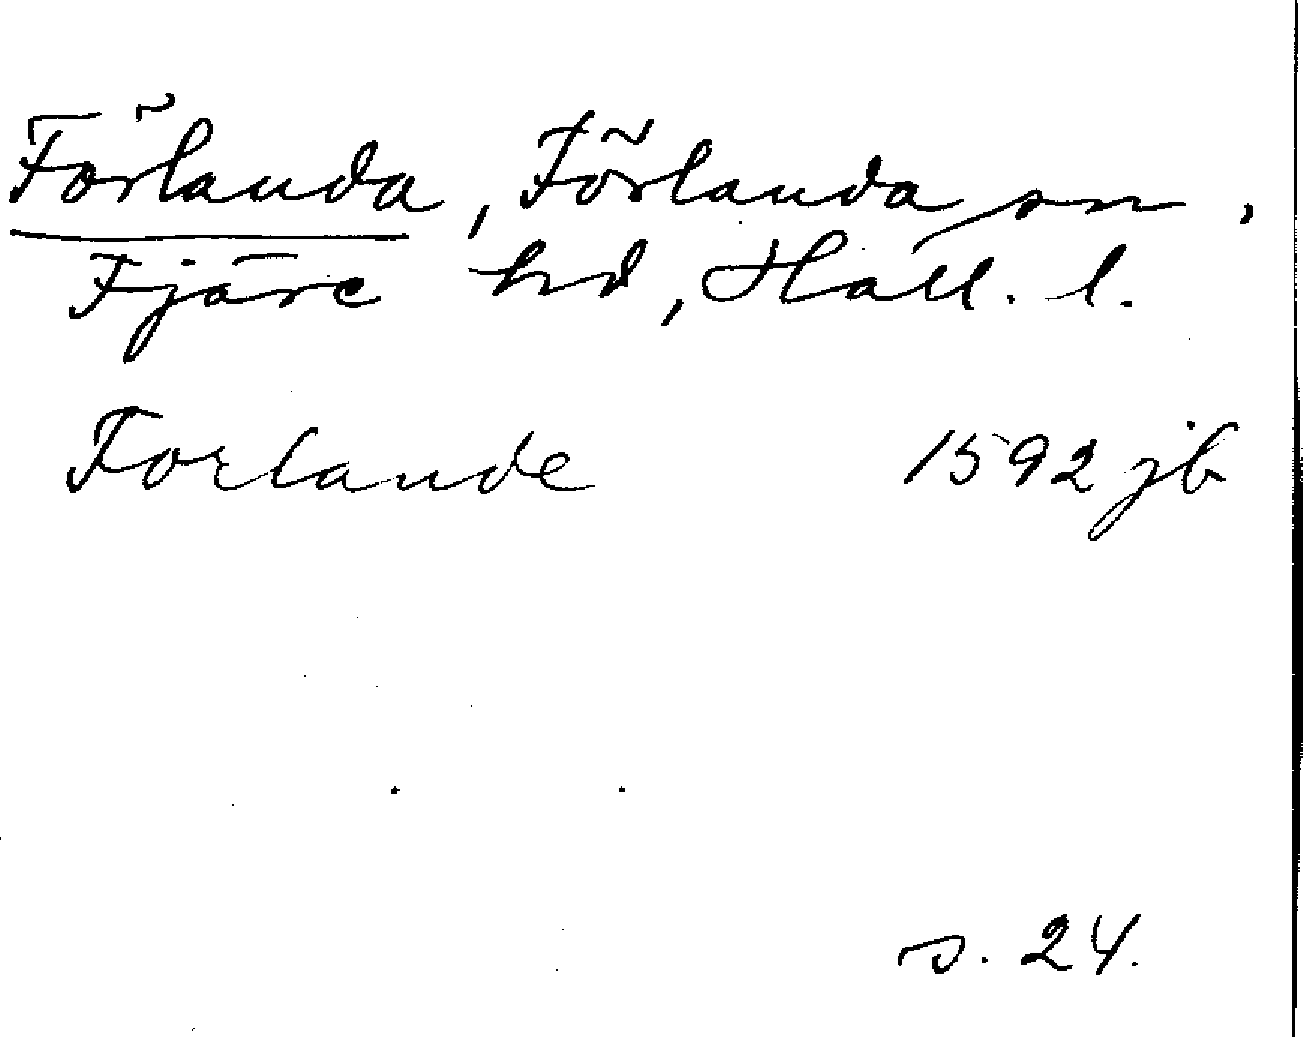 Förlanda, Förlanda sn,
Fjäre hd, Hall. l.
Forlande 1592 jb
s. 24.